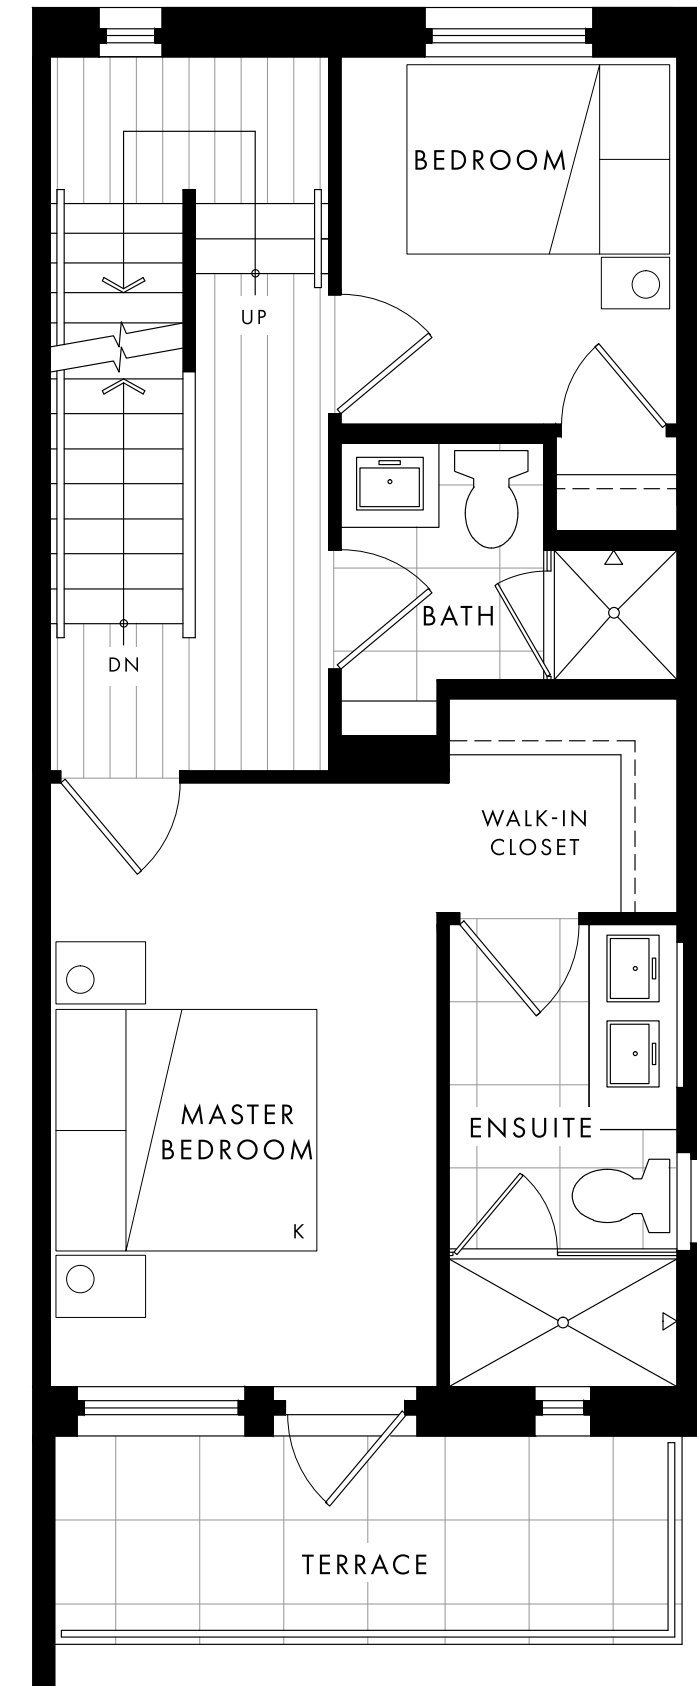 BEDROOM
UP
BATH
DN
WALK-IN
CLOSET
MASTER
BEDROOM
ENSUITE
K
TERRACE